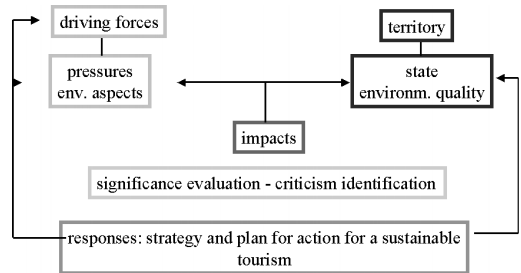 driving forces
territory
pressures
env. aspects
state
environm. quality
impacts
significance evaluation - criticism identification
responses: strategy and plan for action for a sustainable
tourism